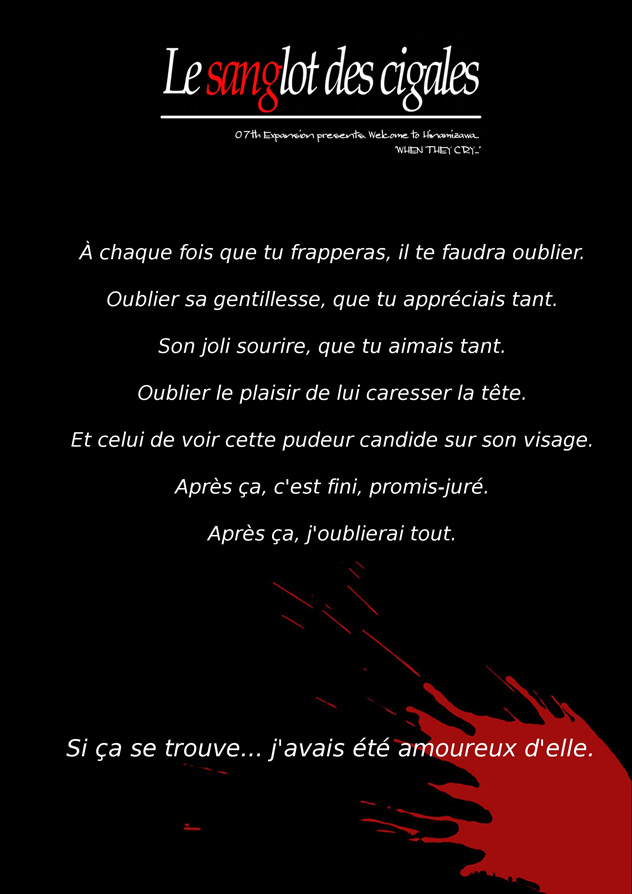 Le sanglot des cigales
07th Expansion presents. Welcome to Hinamizawa...
"WHEN THEY CRY..."
À chaque fois que tu frapperas, il te faudra oublier.
Oublier sa gentillesse, que tu appréciais tant.
Son joli sourire, que tu aimais tant.
Oublier le plaisir de lui caresser la tête.
Et celui de voir cette pudeur candide sur son visage.
Après ça, c'est fini, promis-juré.
Après ça, j'oublierai tout.
Si ça se trouve... j'avais été amoureux d'elle.